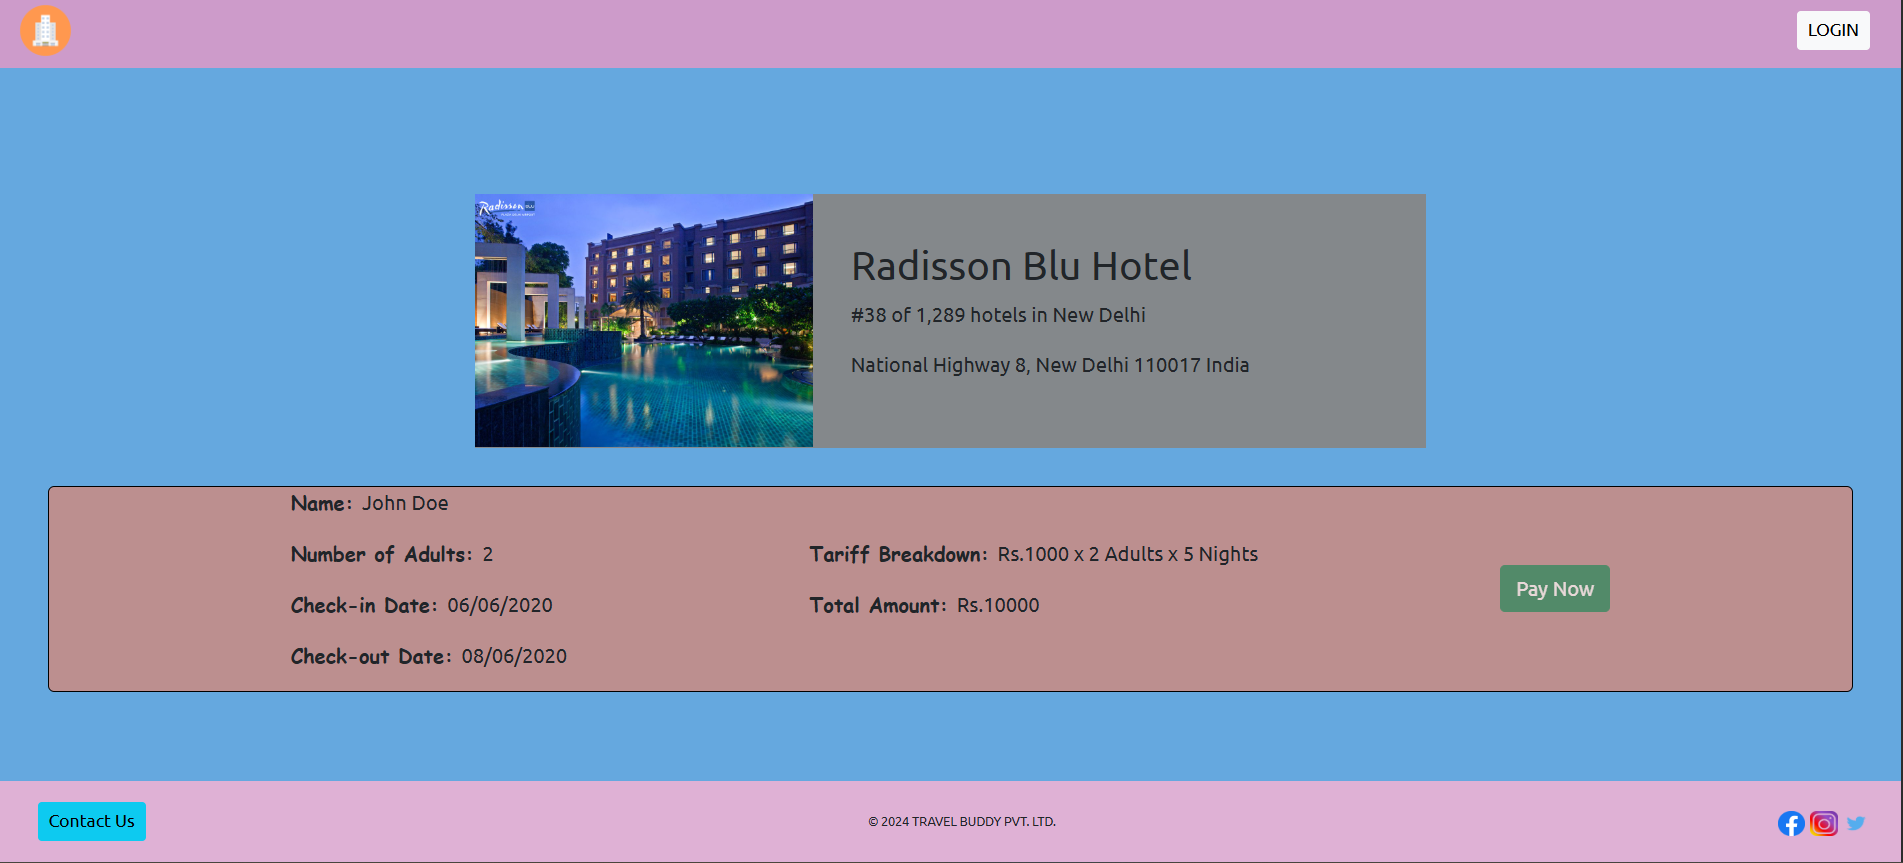 LOGIN
Radisson BLU
Radisson Blu Hotel
#38 of 1,289 hotels in New Delhi
National Highway 8, New Delhi 110017 India
Name: John Doe
Number of Adults: 2
Check-in Date: 06/06/2020
Check-out Date: 08/06/2020
Tariff Breakdown: Rs.1000 x 2 Adults x 5 Nights
Total Amount: Rs.10000
Pay Now
Contact Us
© 2024 TRAVEL BUDDY PVT. LTD.